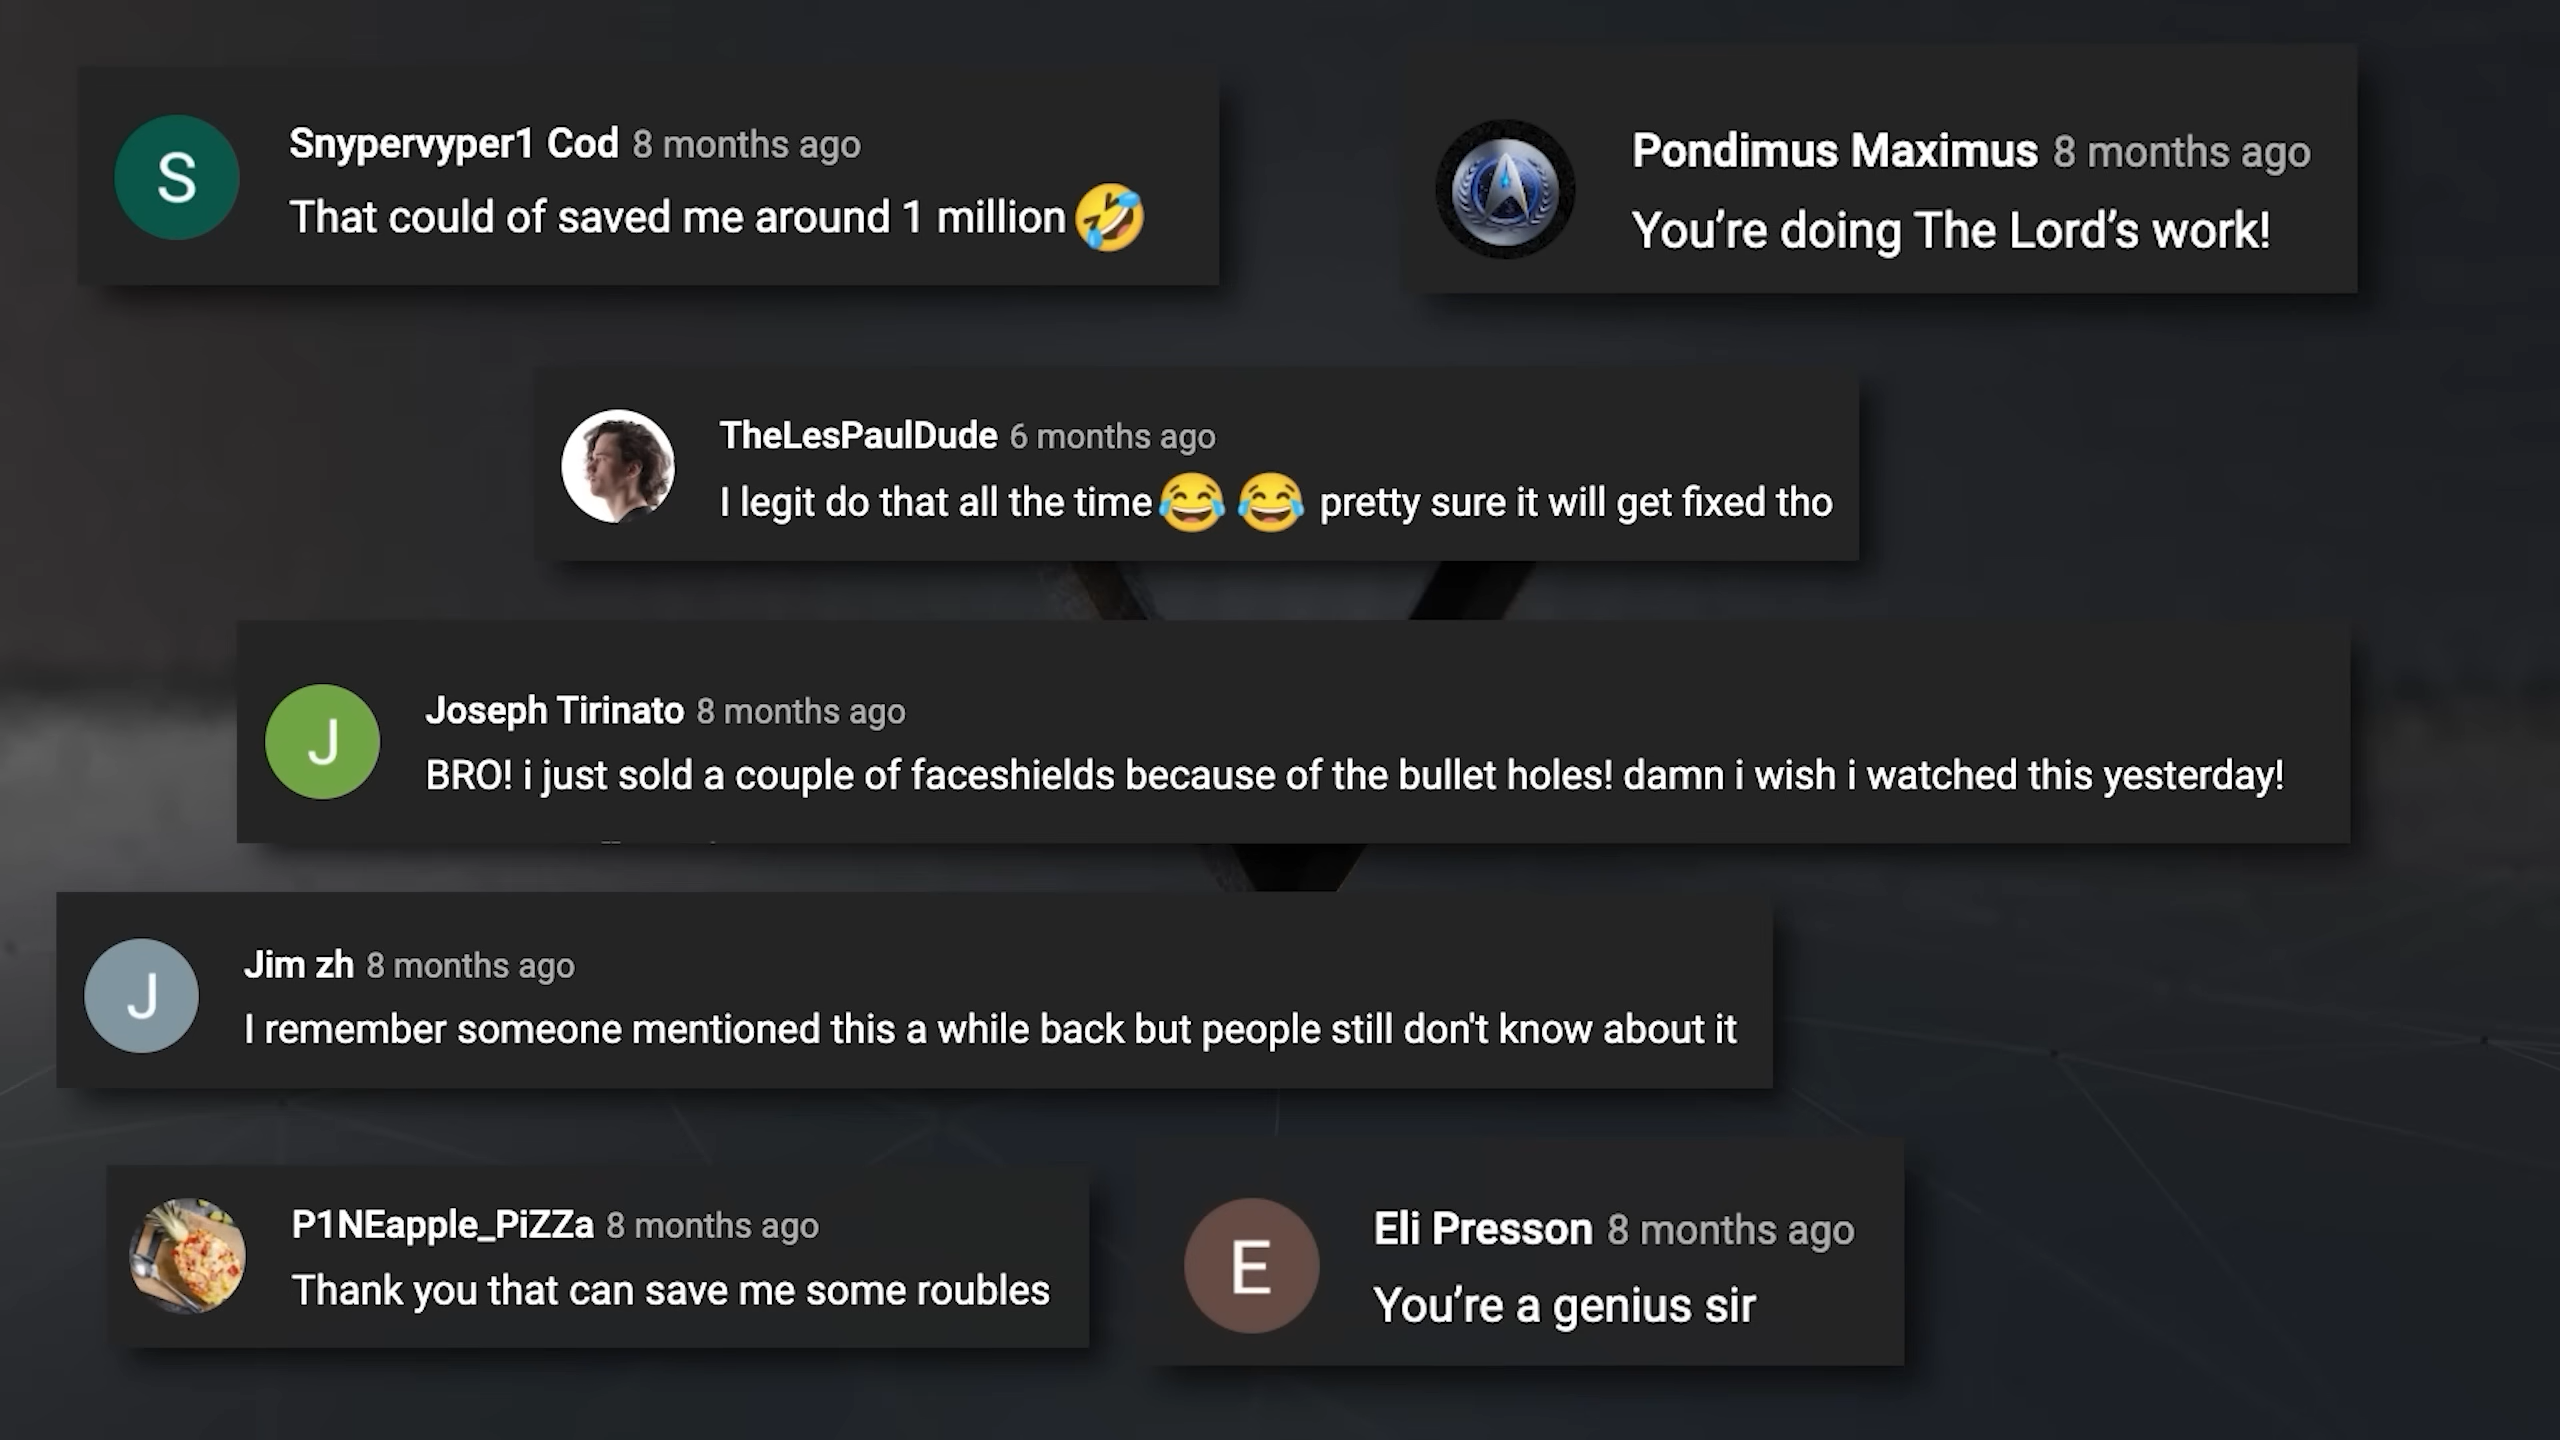 S
Snypervyper1 Cod 8 months ago
That could of saved me around 1 million🤣
Pondimus Maximus 8 months ago
You’re doing The Lord’s work!
TheLesPaulDude 6 months ago
I legit do that all the time😂 😂 pretty sure it will get fixed tho
J
Joseph Tirinato 8 months ago
BRO! i just sold a couple of faceshields because of the bullet holes! damn i wish i watched this yesterday!
J
Jim zh 8 months ago
I remember someone mentioned this a while back but people still don't know about it
P1NEapple_PiZZa 8 months ago
Thank you that can save me some roubles
E
Eli Presson 8 months ago
You’re a genius sir